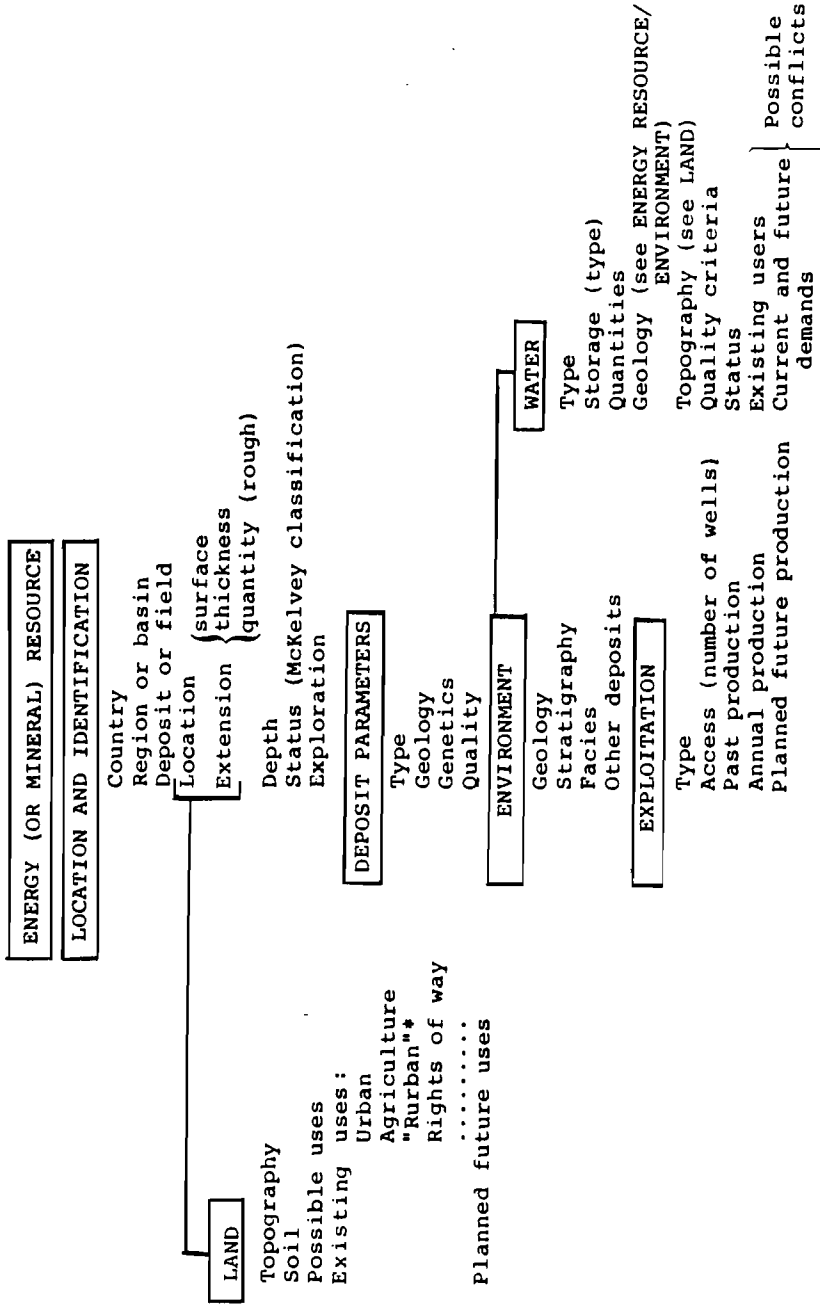 ENERGY (OR MINERAL) RESOURCE
LOCATION AND IDENTIFICATION
Country
Region or basin
Deposit or field
Location
Extension {surface
thickness
quantity (rough)
Depth
Status (McKelvey classification)
Exploration
LAND
Topography
Soil
Possible uses
Existing uses:
Urban
Agriculture
"Rurban"*
Rights of way
.........
Planned future uses
DEPOSIT PARAMETERS
Type
Geology
Genetics
Quality
ENVIRONMENT
Geology
Stratigraphy
Facies
Other deposits
EXPLOITATION
Type
Access (number of wells)
Past production
Annual production
Planned future production
WATER
Type
Storage (type)
Quantities
Geology (see ENERGY RESOURCE/
ENVIRONMENT)
Topography (see LAND)
Quality criteria
Status
Existing users
Current and future
demands
} Possible
conflicts